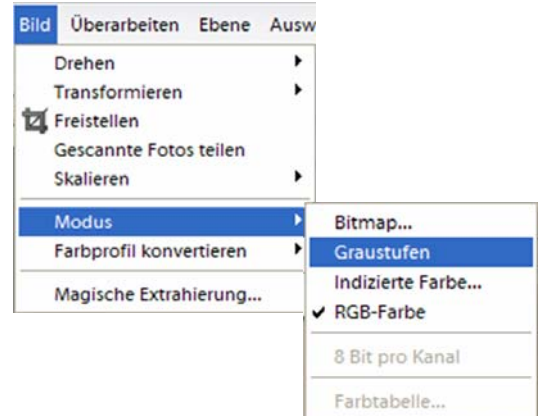 Bild Überarbeiten Ebene Ausw
Drehen
Transformieren
Freistellen
Gescannte Fotos teilen
Skalieren
Modus
Farbprofil konvertieren
Magische Extrahierung...
Bitmap...
Graustufen
Indizierte Farbe...
RGB-Farbe
8 Bit pro Kanal
Farbtabelle...